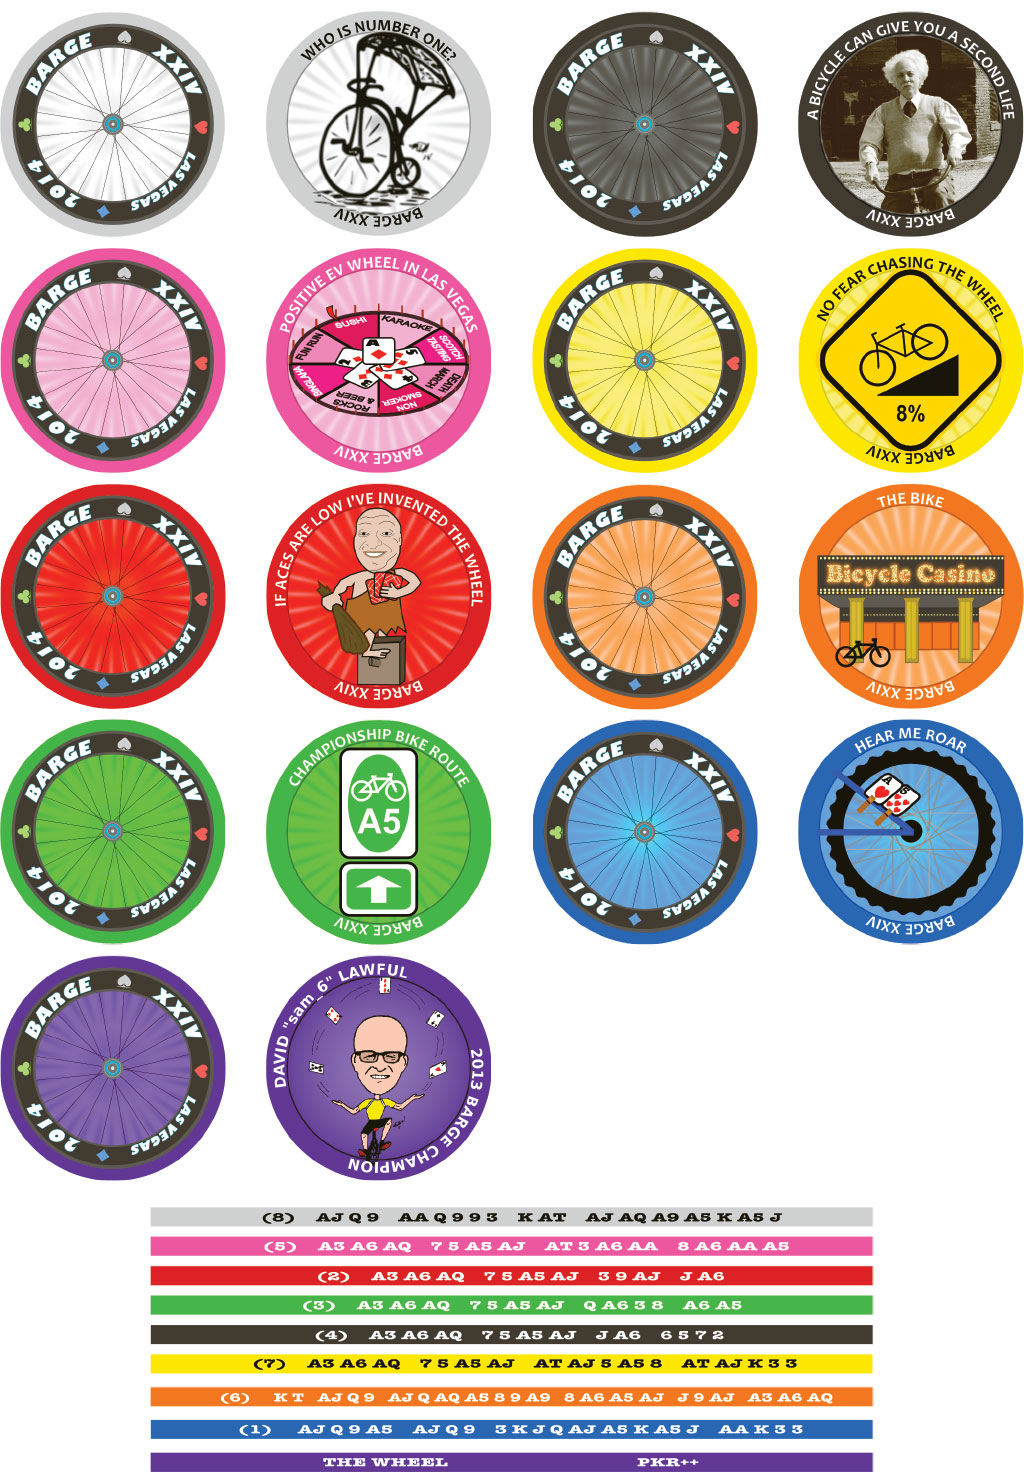 BARGE XXIV
2014 LAS VEGAS
WHO IS NUMBER ONE?
BARGE XXIV
BARGE XXIV
2014 LAS VEGAS
A BICYCLE CAN GIVE YOU A SECOND LIFE
BARGE XXIV
BARGE XXIV
2014 LAS VEGAS
POSITIVE EV WHEEL IN LAS VEGAS
SUSHI
KARAOKE
SCOTCH TASTING
DEATH MARCH
NON SMOKER
ROCKS & BEER
BINGLAHA
FUN RUN
A
2
3
4
5
BARGE XXIV
BARGE XXIV
2014 LAS VEGAS
NO FEAR CHASING THE WHEEL
8%
BARGE XXIV
BARGE XXIV
2014 LAS VEGAS
IF ACES ARE LOW I'VE INVENTED THE WHEEL
BARGE XXIV
BARGE XXIV
2014 LAS VEGAS
THE BIKE
Bicycle Casino
BARGE XXIV
BARGE XXIV
2014 LAS VEGAS
CHAMPIONSHIP BIKE ROUTE
A5
BARGE XXIV
BARGE XXIV
2014 LAS VEGAS
HEAR ME ROAR
A
BARGE XXIV
BARGE XXIV
2014 LAS VEGAS
DAVID "sam_6" LAWFUL
2013 BARGE CHAMPION
(8) AJ Q 9 AA Q 9 9 3 K AT AJ AQ A9 A5 K A5 J
(5) A3 A6 AQ 7 5 A5 AJ AT 3 A6 AA 8 A6 AA A5
(2) A3 A6 AQ 7 5 A5 AJ 3 9 AJ J A6
(3) A3 A6 AQ 7 5 A5 AJ Q A6 3 8 A6 A5
(4) A3 A6 AQ 7 5 A5 AJ J A6 6 5 7 2
(7) A3 A6 AQ 7 5 A5 AJ AT AJ 5 A5 8 AT AJ K 3 3
(6) K T AJ Q 9 AJ Q AQ A5 8 9 A9 8 A6 A5 AJ J 9 AJ A3 A6 AQ
(1) AJ Q 9 A5 AJ Q 9 3 K J Q AJ A5 K A5 J AA K 3 3
THE WHEEL PKR++